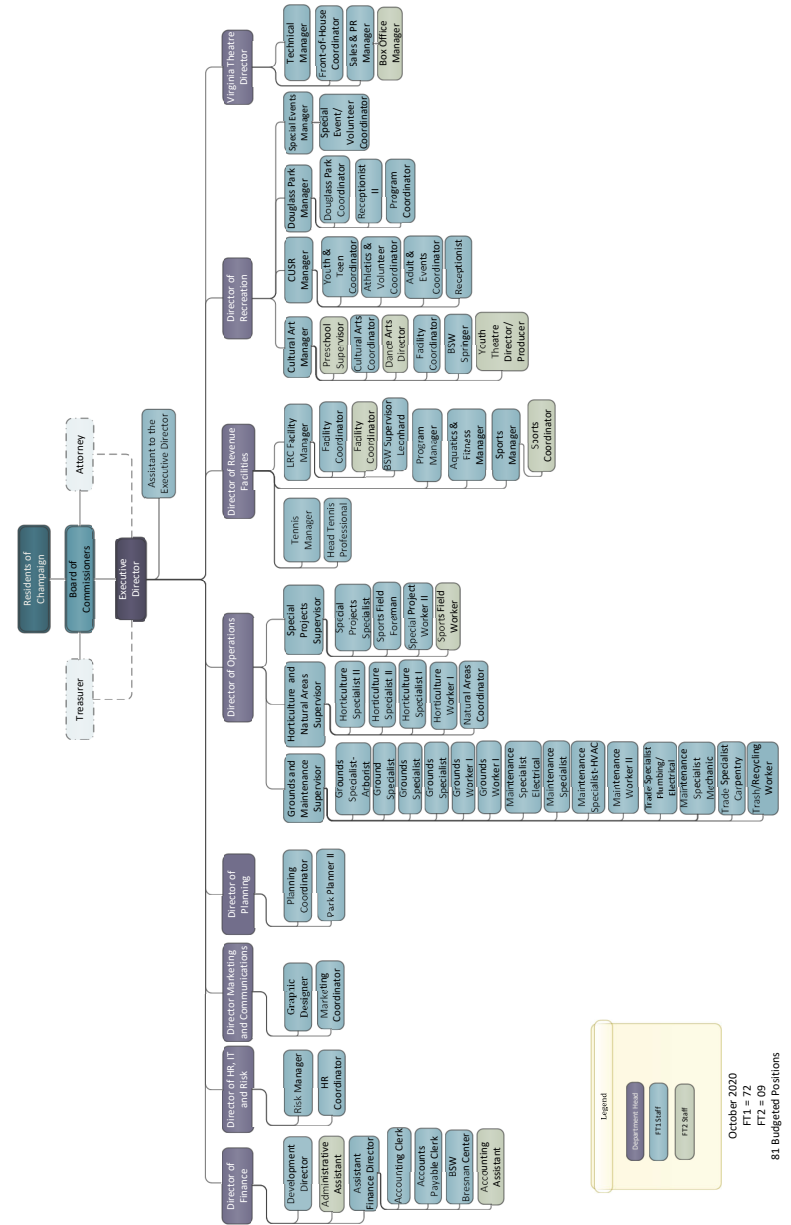 Residents of
Champaign
Treasurer
Board of
Commissioners
Attorney
Executive
Director
Assistant to the
Executive Director
Director of
Finance
Development
Director
Administrative
Assistant
Assistant
Finance Director
Accounting Clerk
Accounts
Payable Clerk
BSW
Bresnan Center
Accounting
Assistant
Director of HR, IT
and Risk
Risk Manager
HR
Coordinator
Director Marketing
and Communications
Graphic
Designer
Marketing
Coordinator
Director of
Planning
Planning
Coordinator
Park Planner II
Director of Operations
Grounds and
Maintenance
Supervisor
Grounds
Specialist-
Arborist
Ground
Specialist
Grounds
Specialist
Grounds
Specialist
Grounds
Worker I
Grounds
Worker I
Maintenance
Specialist
Electrical
Maintenance
Specialist
Maintenance
Specialist-HVAC
Maintenance
Worker II
Trade Specialist
Plumbing/
Electrical
Maintenance
Specialist
Mechanic
Trade Specialist
Carpentry
Trash/Recycling
Worker
Horticulture and
Natural Areas
Supervisor
Horticulture
Specialist II
Horticulture
Specialist II
Horticulture
Specialist I
Horticulture
Worker I
Natural Areas
Coordinator
Special
Projects
Supervisor
Special
Projects
Specialist
Sports Field
Foreman
Special Project
Worker II
Sports Field
Worker
Director of Revenue
Facilities
Tennis
Manager
Head Tennis
Professional
LRC Facility
Manager
Facility
Coordinator
Facility
Coordinator
BSW Supervisor
Leonhard
Program
Manager
Aquatics &
Fitness
Manager
Sports
Manager
Sports
Coordinator
Director of
Recreation
Cultural Art
Manager
Preschool
Supervisor
Cultural Arts
Coordinator
Dance Arts
Director
Facility
Coordinator
BSW
Springer
Youth
Theatre
Director/
Producer
CUSR
Manager
Youth &
Teen
Coordinator
Athletics &
Volunteer
Coordinator
Adult &
Events
Coordinator
Receptionist
Douglass Park
Manager
Douglass Park
Coordinator
Receptionist
II
Program
Coordinator
Special Events
Manager
Special
Event/
Volunteer
Coordinator
Virginia Theatre
Director
Technical
Manager
Front-of-House
Coordinator
Sales & PR
Manager
Box Office
Manager
Legend
Department Head
FT1 Staff
FT2 Staff
October 2020
FT1 = 72
FT2 = 09
81 Budgeted Positions